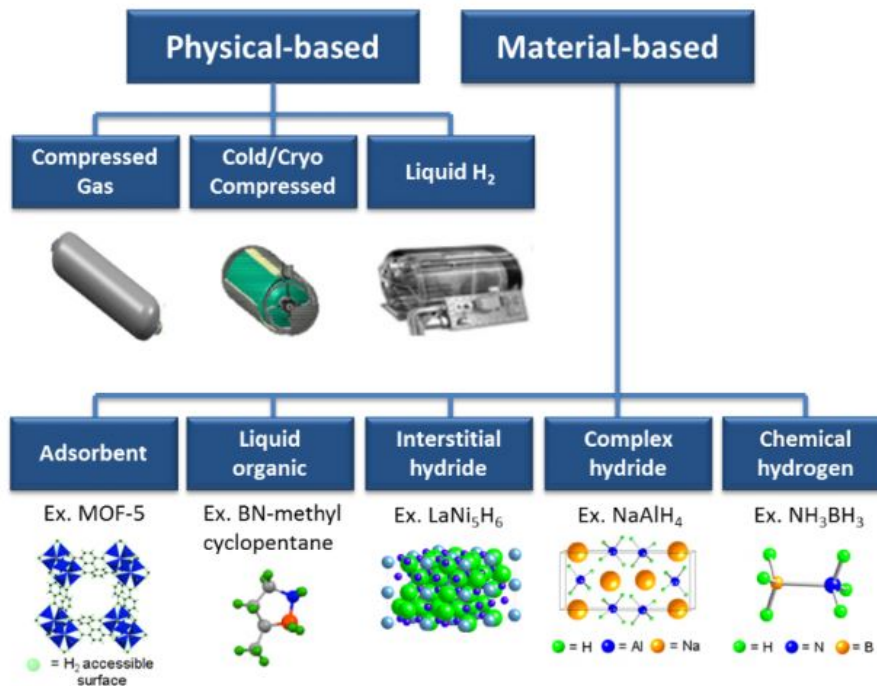 Physical-based
Material-based
Compressed
Gas
Cold/Cryo
Compressed
Liquid H₂
Adsorbent
Liquid
organic
Interstitial
hydride
Complex
hydride
Chemical
hydrogen
Ex. MOF-5
Ex. BN-methyl
cyclopentane
Ex. LaNi₅H₆
Ex. NaAlH₄
Ex. NH₃BH₃
= H₂ accessible
surface
= H = Al = Na
= H = N = B